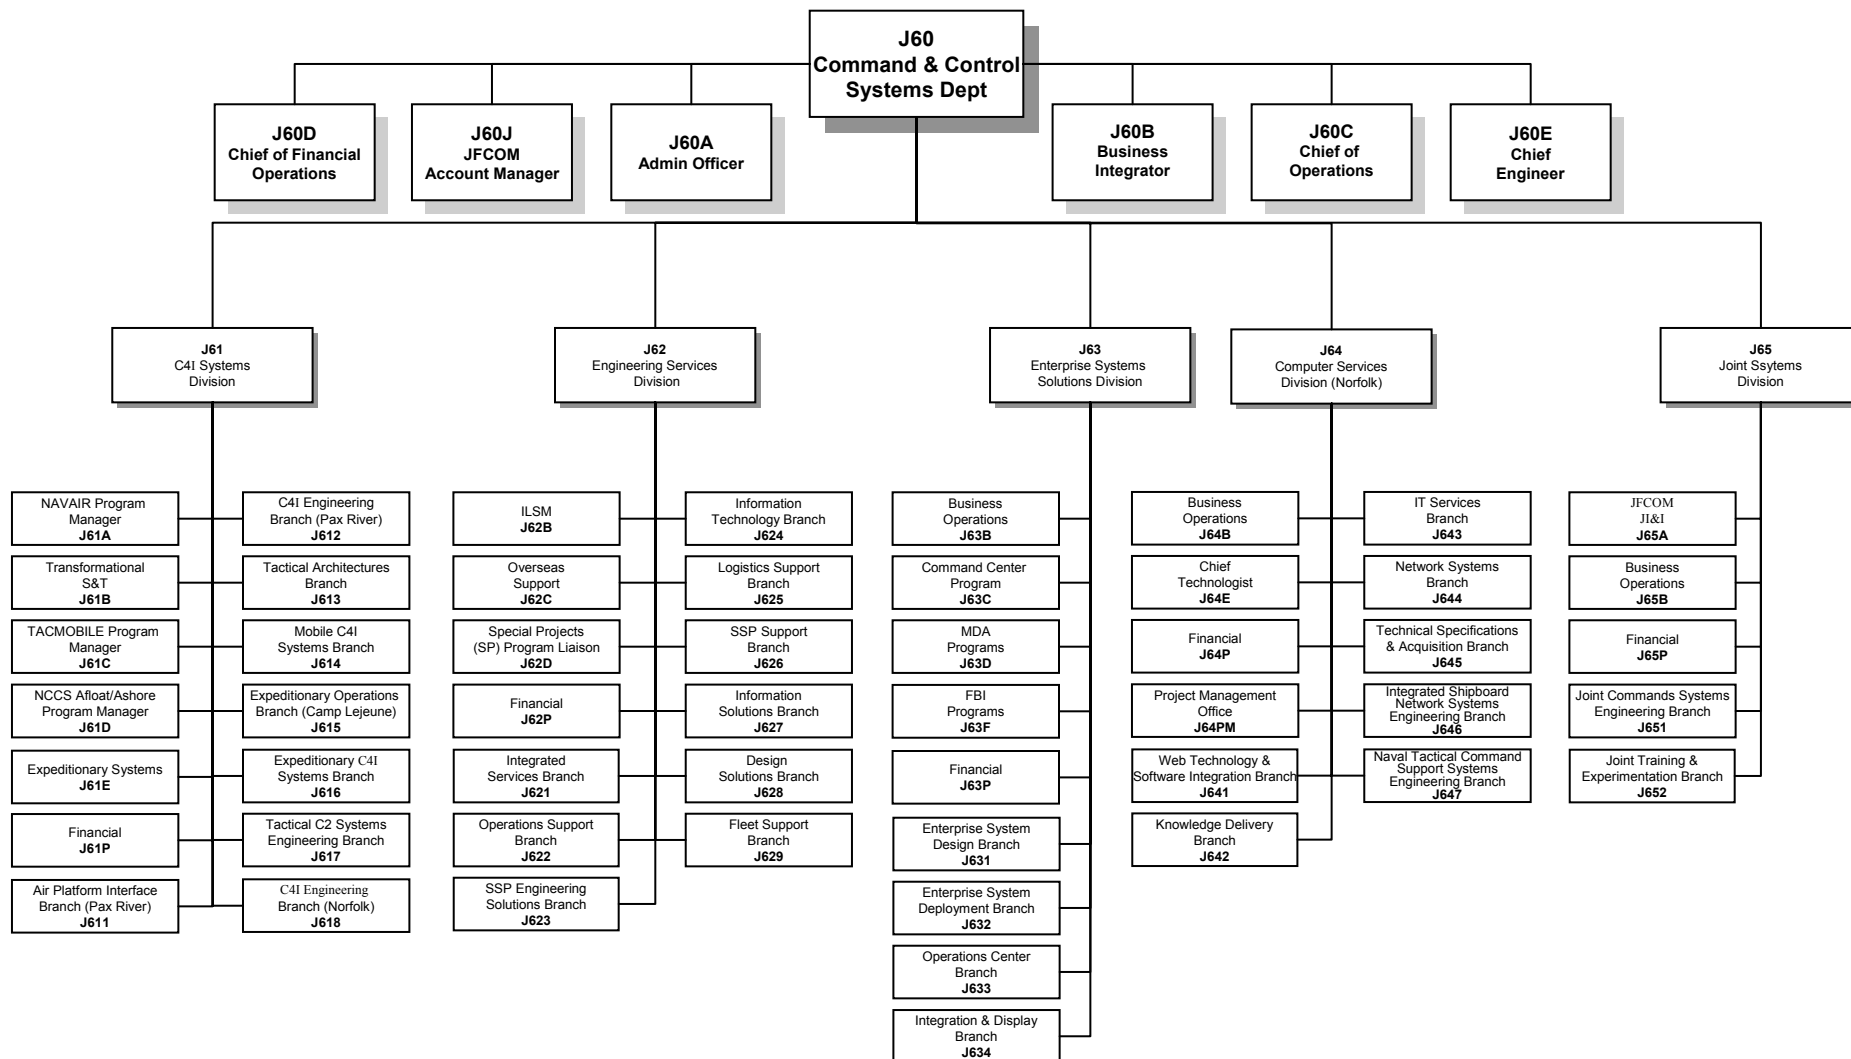 J60
Command & Control
Systems Dept
J60D
Chief of Financial
Operations
J60J
JFCOM
Account Manager
J60A
Admin Officer
J60B
Business
Integrator
J60C
Chief of
Operations
J60E
Chief
Engineer
J61
C4I Systems
Division
J62
Engineering Services
Division
J63
Enterprise Systems
Solutions Division
J64
Computer Services
Division (Norfolk)
J65
Joint Ssytems
Division
NAVAIR Program
Manager
J61A
Transformational
S&T
J61B
TACMOBILE Program
Manager
J61C
NCCS Afloat/Ashore
Program Manager
J61D
Expeditionary Systems
J61E
Financial
J61P
Air Platform Interface
Branch (Pax River)
J611
C4I Engineering
Branch (Pax River)
J612
Tactical Architectures
Branch
J613
Mobile C4I
Systems Branch
J614
Expeditionary Operations
Branch (Camp Lejeune)
J615
Expeditionary C4I
Systems Branch
J616
Tactical C2 Systems
Engineering Branch
J617
C4I Engineering
Branch (Norfolk)
J618
ILSM
J62B
Overseas
Support
J62C
Special Projects
(SP) Program Liaison
J62D
Financial
J62P
Integrated
Services Branch
J621
Operations Support
Branch
J622
SSP Engineering
Solutions Branch
J623
Information
Technology Branch
J624
Logistics Support
Branch
J625
SSP Support
Branch
J626
Information
Solutions Branch
J627
Design
Solutions Branch
J628
Fleet Support
Branch
J629
Business
Operations
J63B
Command Center
Program
J63C
MDA
Programs
J63D
FBI
Programs
J63F
Financial
J63P
Enterprise System
Design Branch
J631
Enterprise System
Deployment Branch
J632
Operations Center
Branch
J633
Integration & Display
Branch
J634
Business
Operations
J64B
Chief
Technologist
J64E
Financial
J64P
Project Management
Office
J64PM
Web Technology &
Software Integration Branch
J641
Knowledge Delivery
Branch
J642
IT Services
Branch
J643
Network Systems
Branch
J644
Technical Specifications
& Acquisition Branch
J645
Integrated Shipboard
Network Systems
Engineering Branch
J646
Naval Tactical Command
Support Systems
Engineering Branch
J647
JFCOM
JI&I
J65A
Business
Operations
J65B
Financial
J65P
Joint Commands Systems
Engineering Branch
J651
Joint Training &
Experimentation Branch
J652